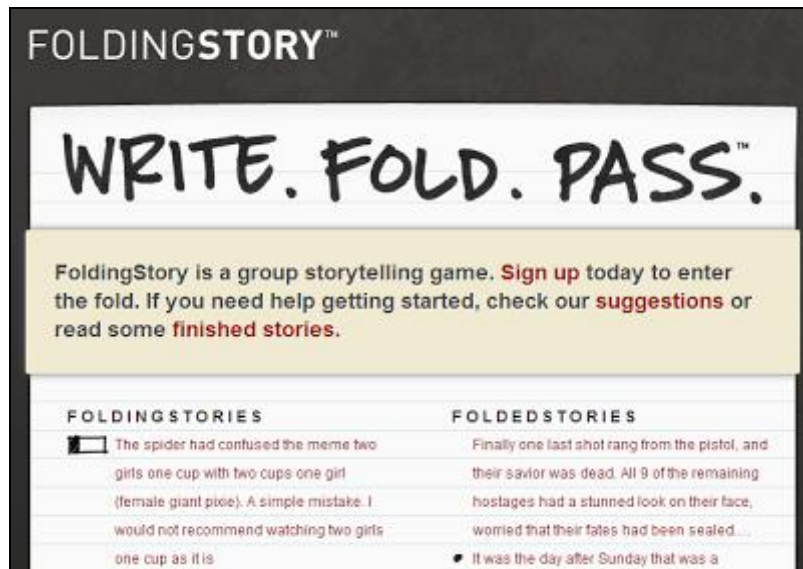 FOLDINGSTORY™
WRITE. FOLD. PASS.™
FoldingStory is a group storytelling game. Sign up today to enter
the fold. If you need help getting started, check our suggestions or
read some finished stories.
FOLDINGSTORIES
The spider had confused the meme two
girls one cup with two cups one girl
(female giant pixie). A simple mistake. I
would not recommend watching two girls
one cup as it is
FOLDEDSTORIES
Finally one last shot rang from the pistol, and
their savior was dead. All 9 of the remaining
hostages had a stunned look on their face,
worried that their fates had been sealed....
It was the day after Sunday that was a